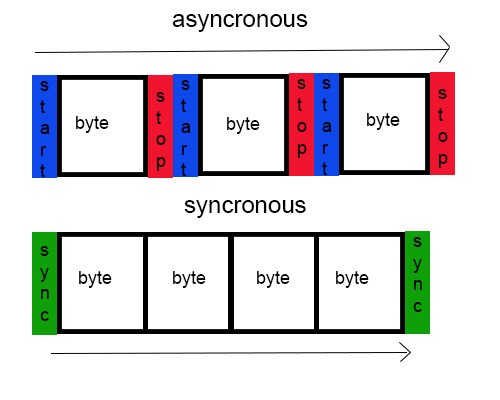 asyncronous
start byte stop start byte stop start byte stop
syncronous
sync byte byte byte byte sync